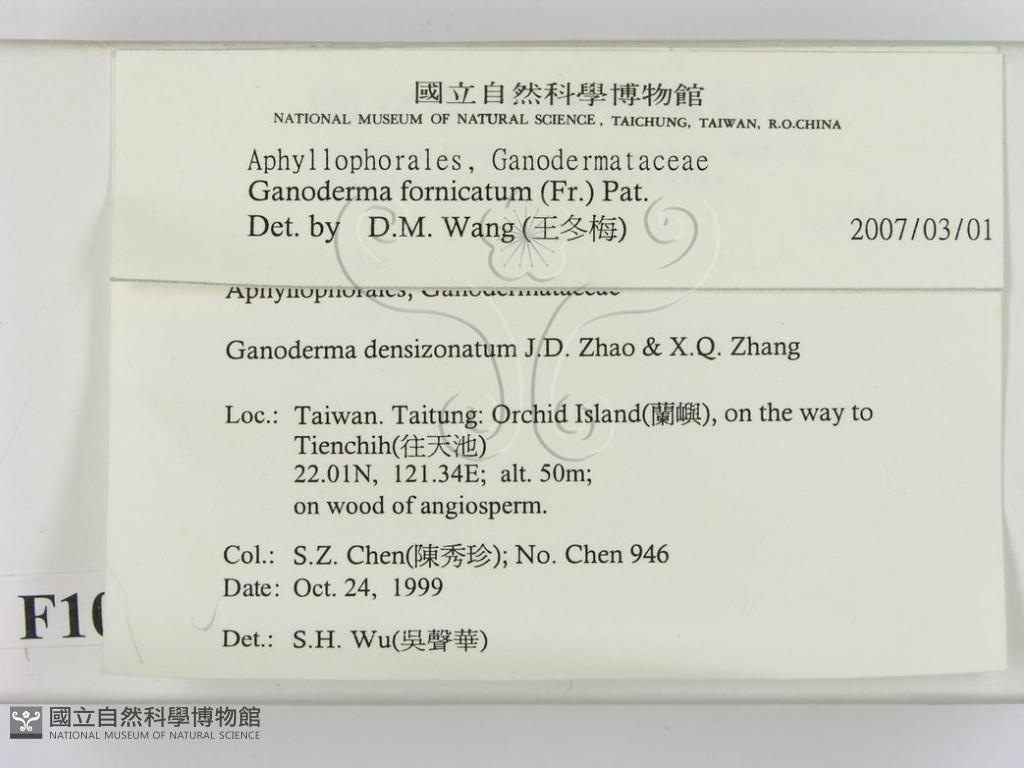 國立自然科學博物館
NATIONAL MUSEUM OF NATURAL SCIENCE, TAICHUNG, TAIWAN, R.O.CHINA
Aphyllophorales, Ganodermataceae
Ganoderma fornicatum (Fr.) Pat.
Det. by D.M. Wang (王冬梅) 2007/03/01
Aphyllophorales, Ganodermataceae
Ganoderma densizonatum J.D. Zhao & X.Q. Zhang
Loc.: Taiwan. Taitung: Orchid Island(蘭嶼), on the way to
Tienchih(往天池)
22.01N, 121.34E; alt. 50m;
on wood of angiosperm.
Col.: S.Z. Chen(陳秀珍); No. Chen 946
Date: Oct. 24, 1999
Det.: S.H. Wu(吳聲華)
F10
國立自然科學博物館
NATIONAL MUSEUM OF NATURAL SCIENCE